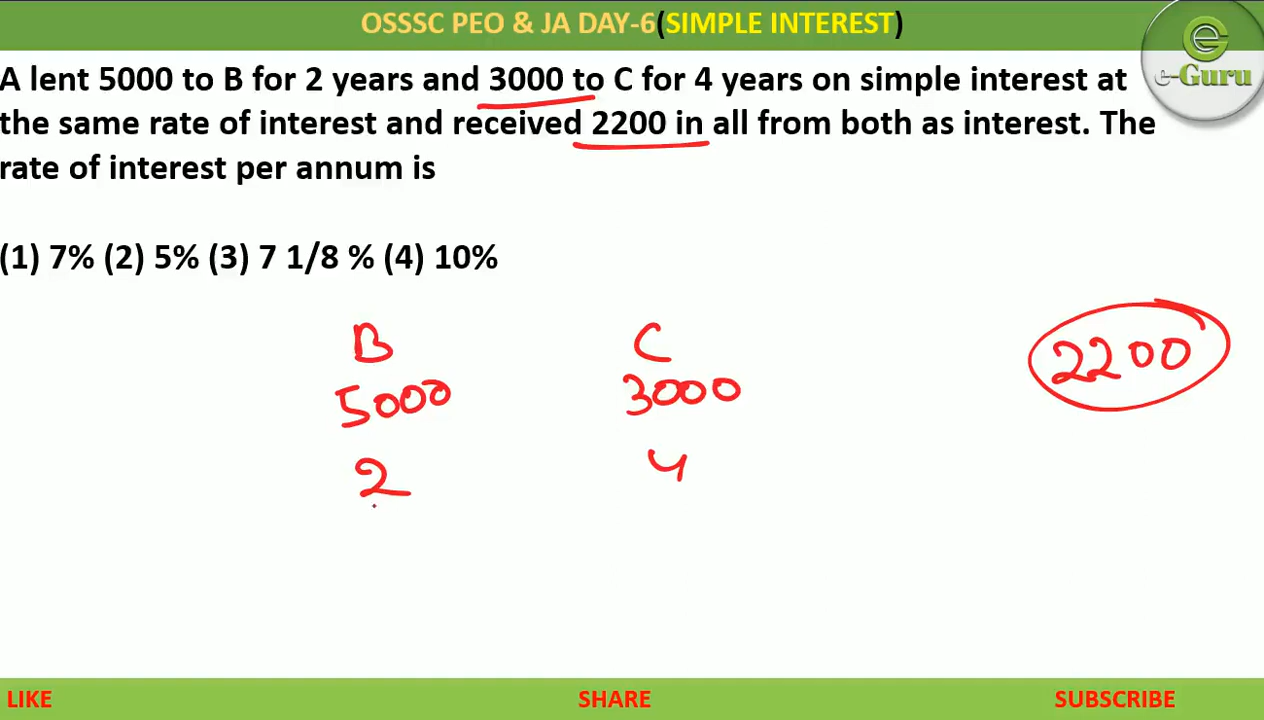 OSSSC PEO & JA DAY-6(SIMPLE INTEREST)
e-Guru
A lent 5000 to B for 2 years and 3000 to C for 4 years on simple interest at
the same rate of interest and received 2200 in all from both as interest. The
rate of interest per annum is
(1) 7% (2) 5% (3) 7 1/8 % (4) 10%
B C
5000 3000 2200
2 4
LIKE SHARE SUBSCRIBE